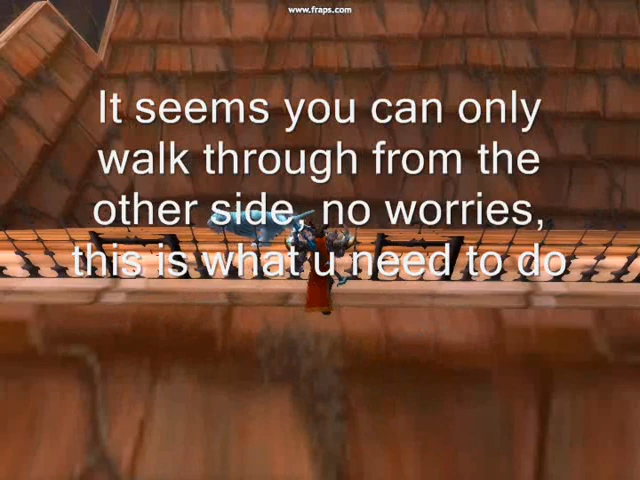 www.fraps.com
It seems you can only
walk through from the
other side, no worries,
this is what u need to do